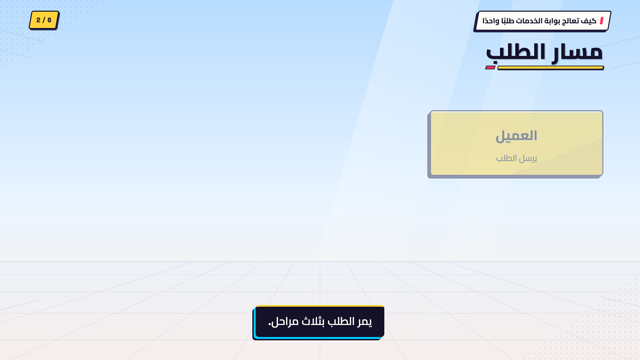 كيف تعالج بوابة الخدمات طلبًا واحدًا
2 / 6
مسار الطلب
العميل
يرسل الطلب
يمر الطلب بثلاث مراحل.